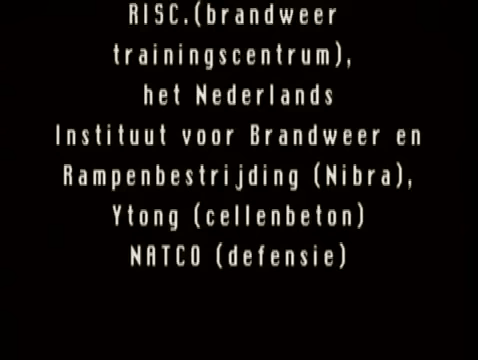 RISC.(brandweer
trainingscentrum),
het Nederlands
Instituut voor Brandweer en
Rampenbestrijding (Nibra),
Ytong (cellenbeton)
NATCO (defensie)